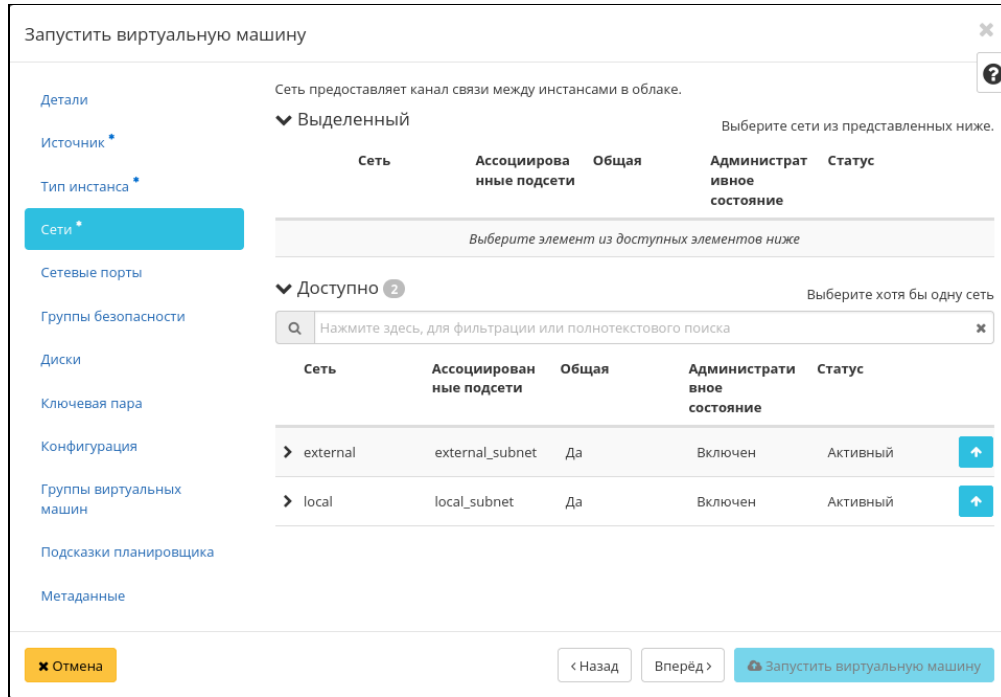 Запустить виртуальную машину
Детали
Источник *
Тип инстанса *
Сети *
Сетевые порты
Группы безопасности
Диски
Ключевая пара
Конфигурация
Группы виртуальных
машин
Подсказки планировщика
Метаданные
Сеть предоставляет канал связи между инстансами в облаке.
Выделенный
Выберите сети из представленных ниже.
Сеть Ассоциирова Общая Административ Статус
нные подсети ивное
состояние
Выберите элемент из доступных элементов ниже
Доступно 2
Выберите хотя бы одну сеть
Нажмите здесь, для фильтрации или полнотекстового поиска
Сеть Ассоциирован Общая Администрати Статус
ные подсети вное
состояние
external external_subnet Да Включен Активный
local local_subnet Да Включен Активный
Отмена
Назад Вперёд Запустить виртуальную машину